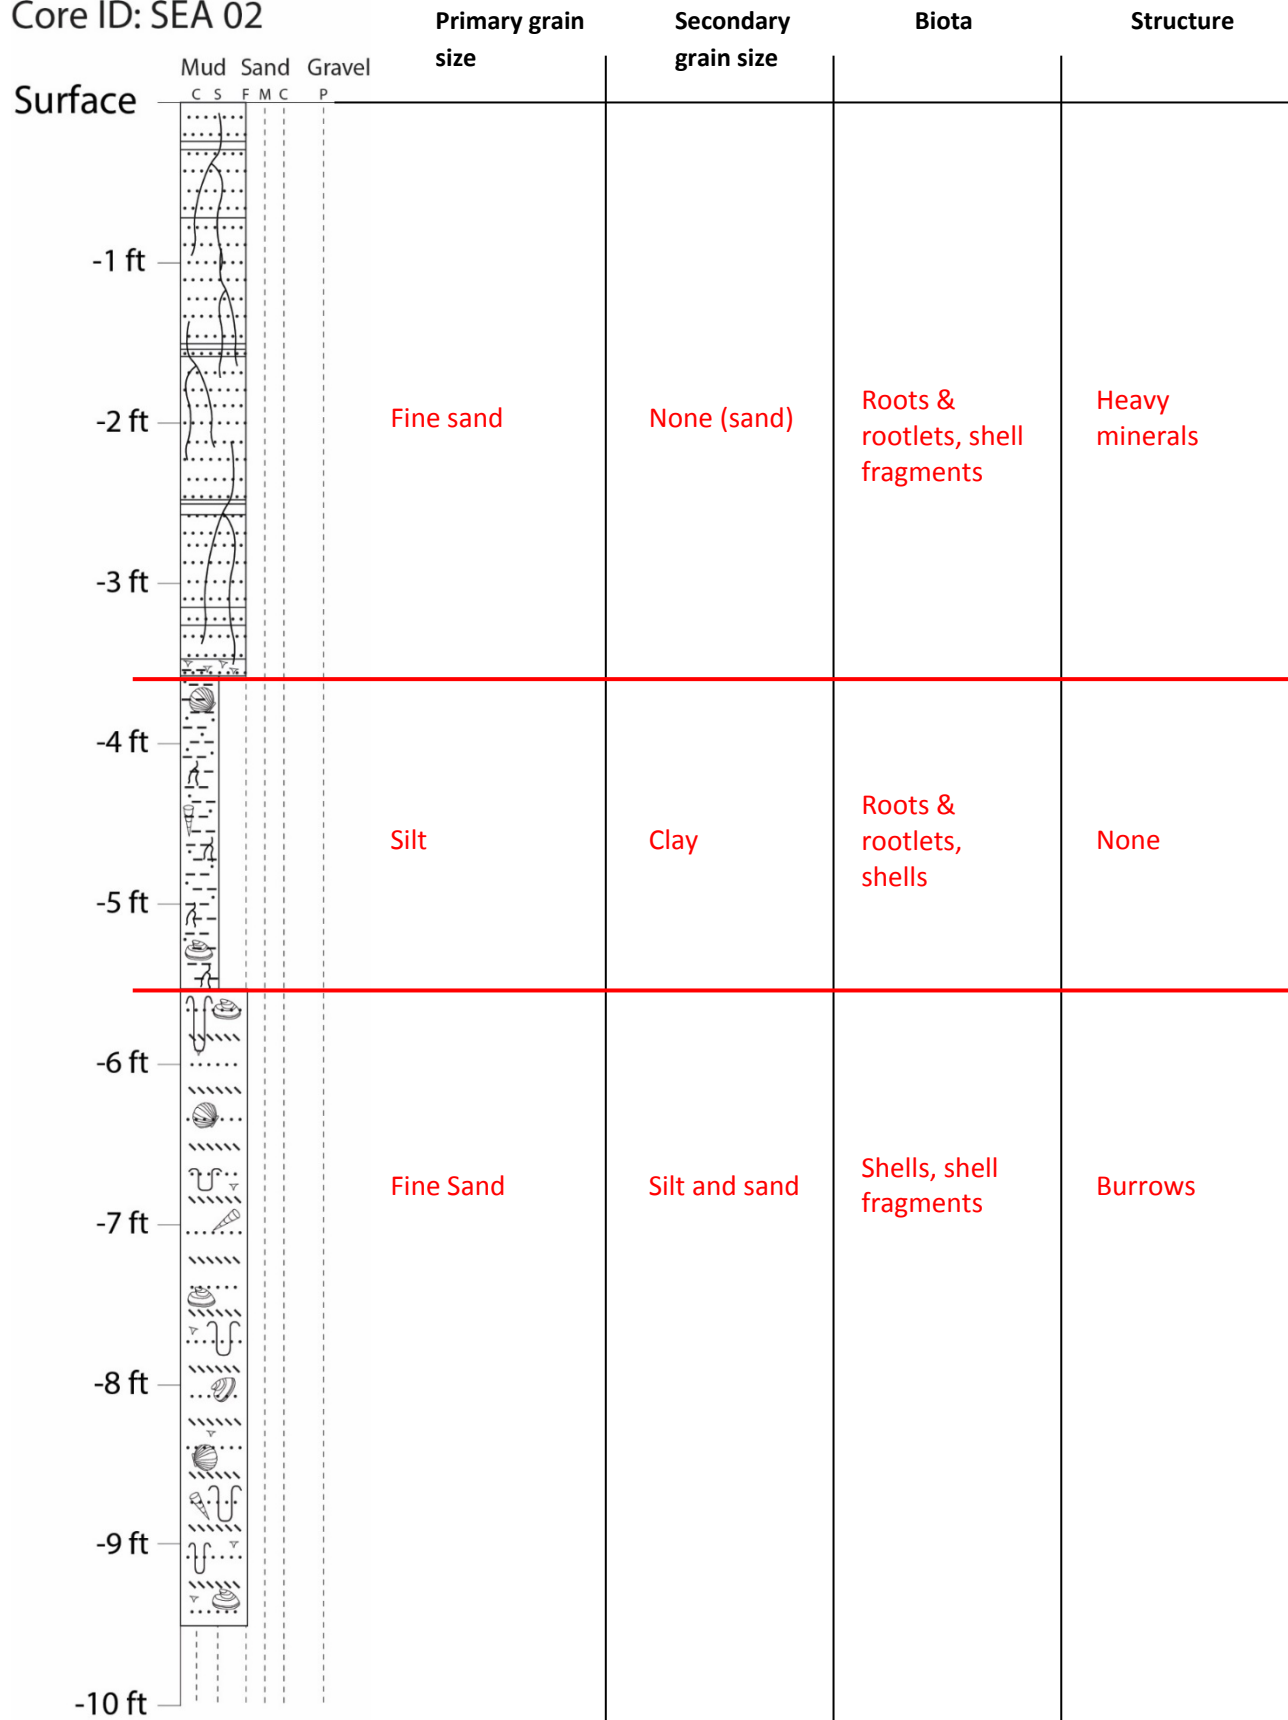 Core ID: SEA 02
Primary grain
size
Secondary
grain size
Biota
Structure
Mud Sand Gravel
C S F M C P
Surface
-1 ft
-2 ft
Fine sand
None (sand)
Roots &
rootlets, shell
fragments
Heavy
minerals
-3 ft
-4 ft
Silt
Clay
Roots &
rootlets,
shells
None
-5 ft
-6 ft
Fine Sand
Silt and sand
Shells, shell
fragments
Burrows
-7 ft
-8 ft
-9 ft
-10 ft